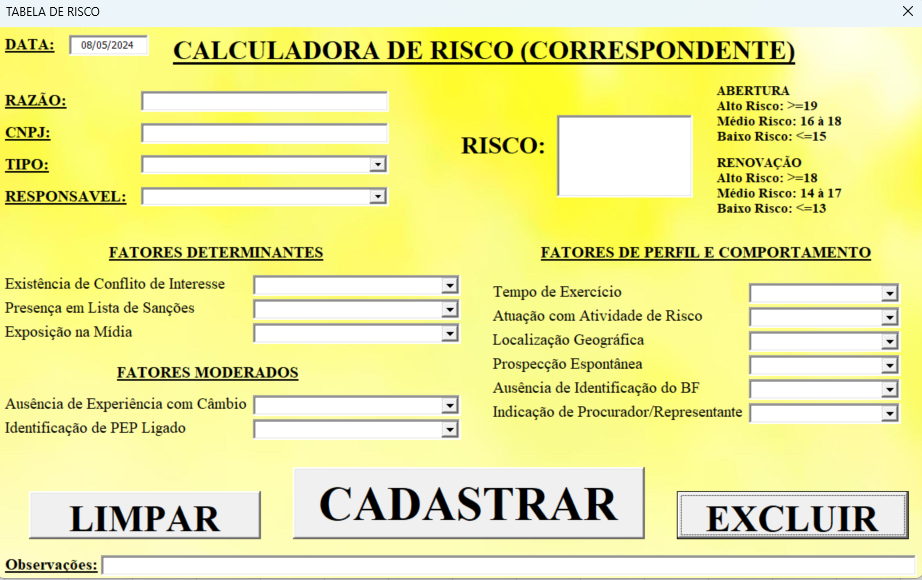 TABELA DE RISCO
DATA: 08/05/2024
CALCULADORA DE RISCO (CORRESPONDENTE)
RAZÃO:
CNPJ:
TIPO:
RESPONSAVEL:
RISCO:
ABERTURA
Alto Risco: >=19
Médio Risco: 16 à 18
Baixo Risco: <=15
RENOVAÇÃO
Alto Risco: >=18
Médio Risco: 14 à 17
Baixo Risco: <=13
FATORES DETERMINANTES
Existência de Conflito de Interesse
Presença em Lista de Sanções
Exposição na Mídia
FATORES MODERADOS
Ausência de Experiência com Câmbio
Identificação de PEP Ligado
FATORES DE PERFIL E COMPORTAMENTO
Tempo de Exercício
Atuação com Atividade de Risco
Localização Geográfica
Prospecção Espontânea
Ausência de Identificação do BF
Indicação de Procurador/Representante
LIMPAR
CADASTRAR
EXCLUIR
Observações: